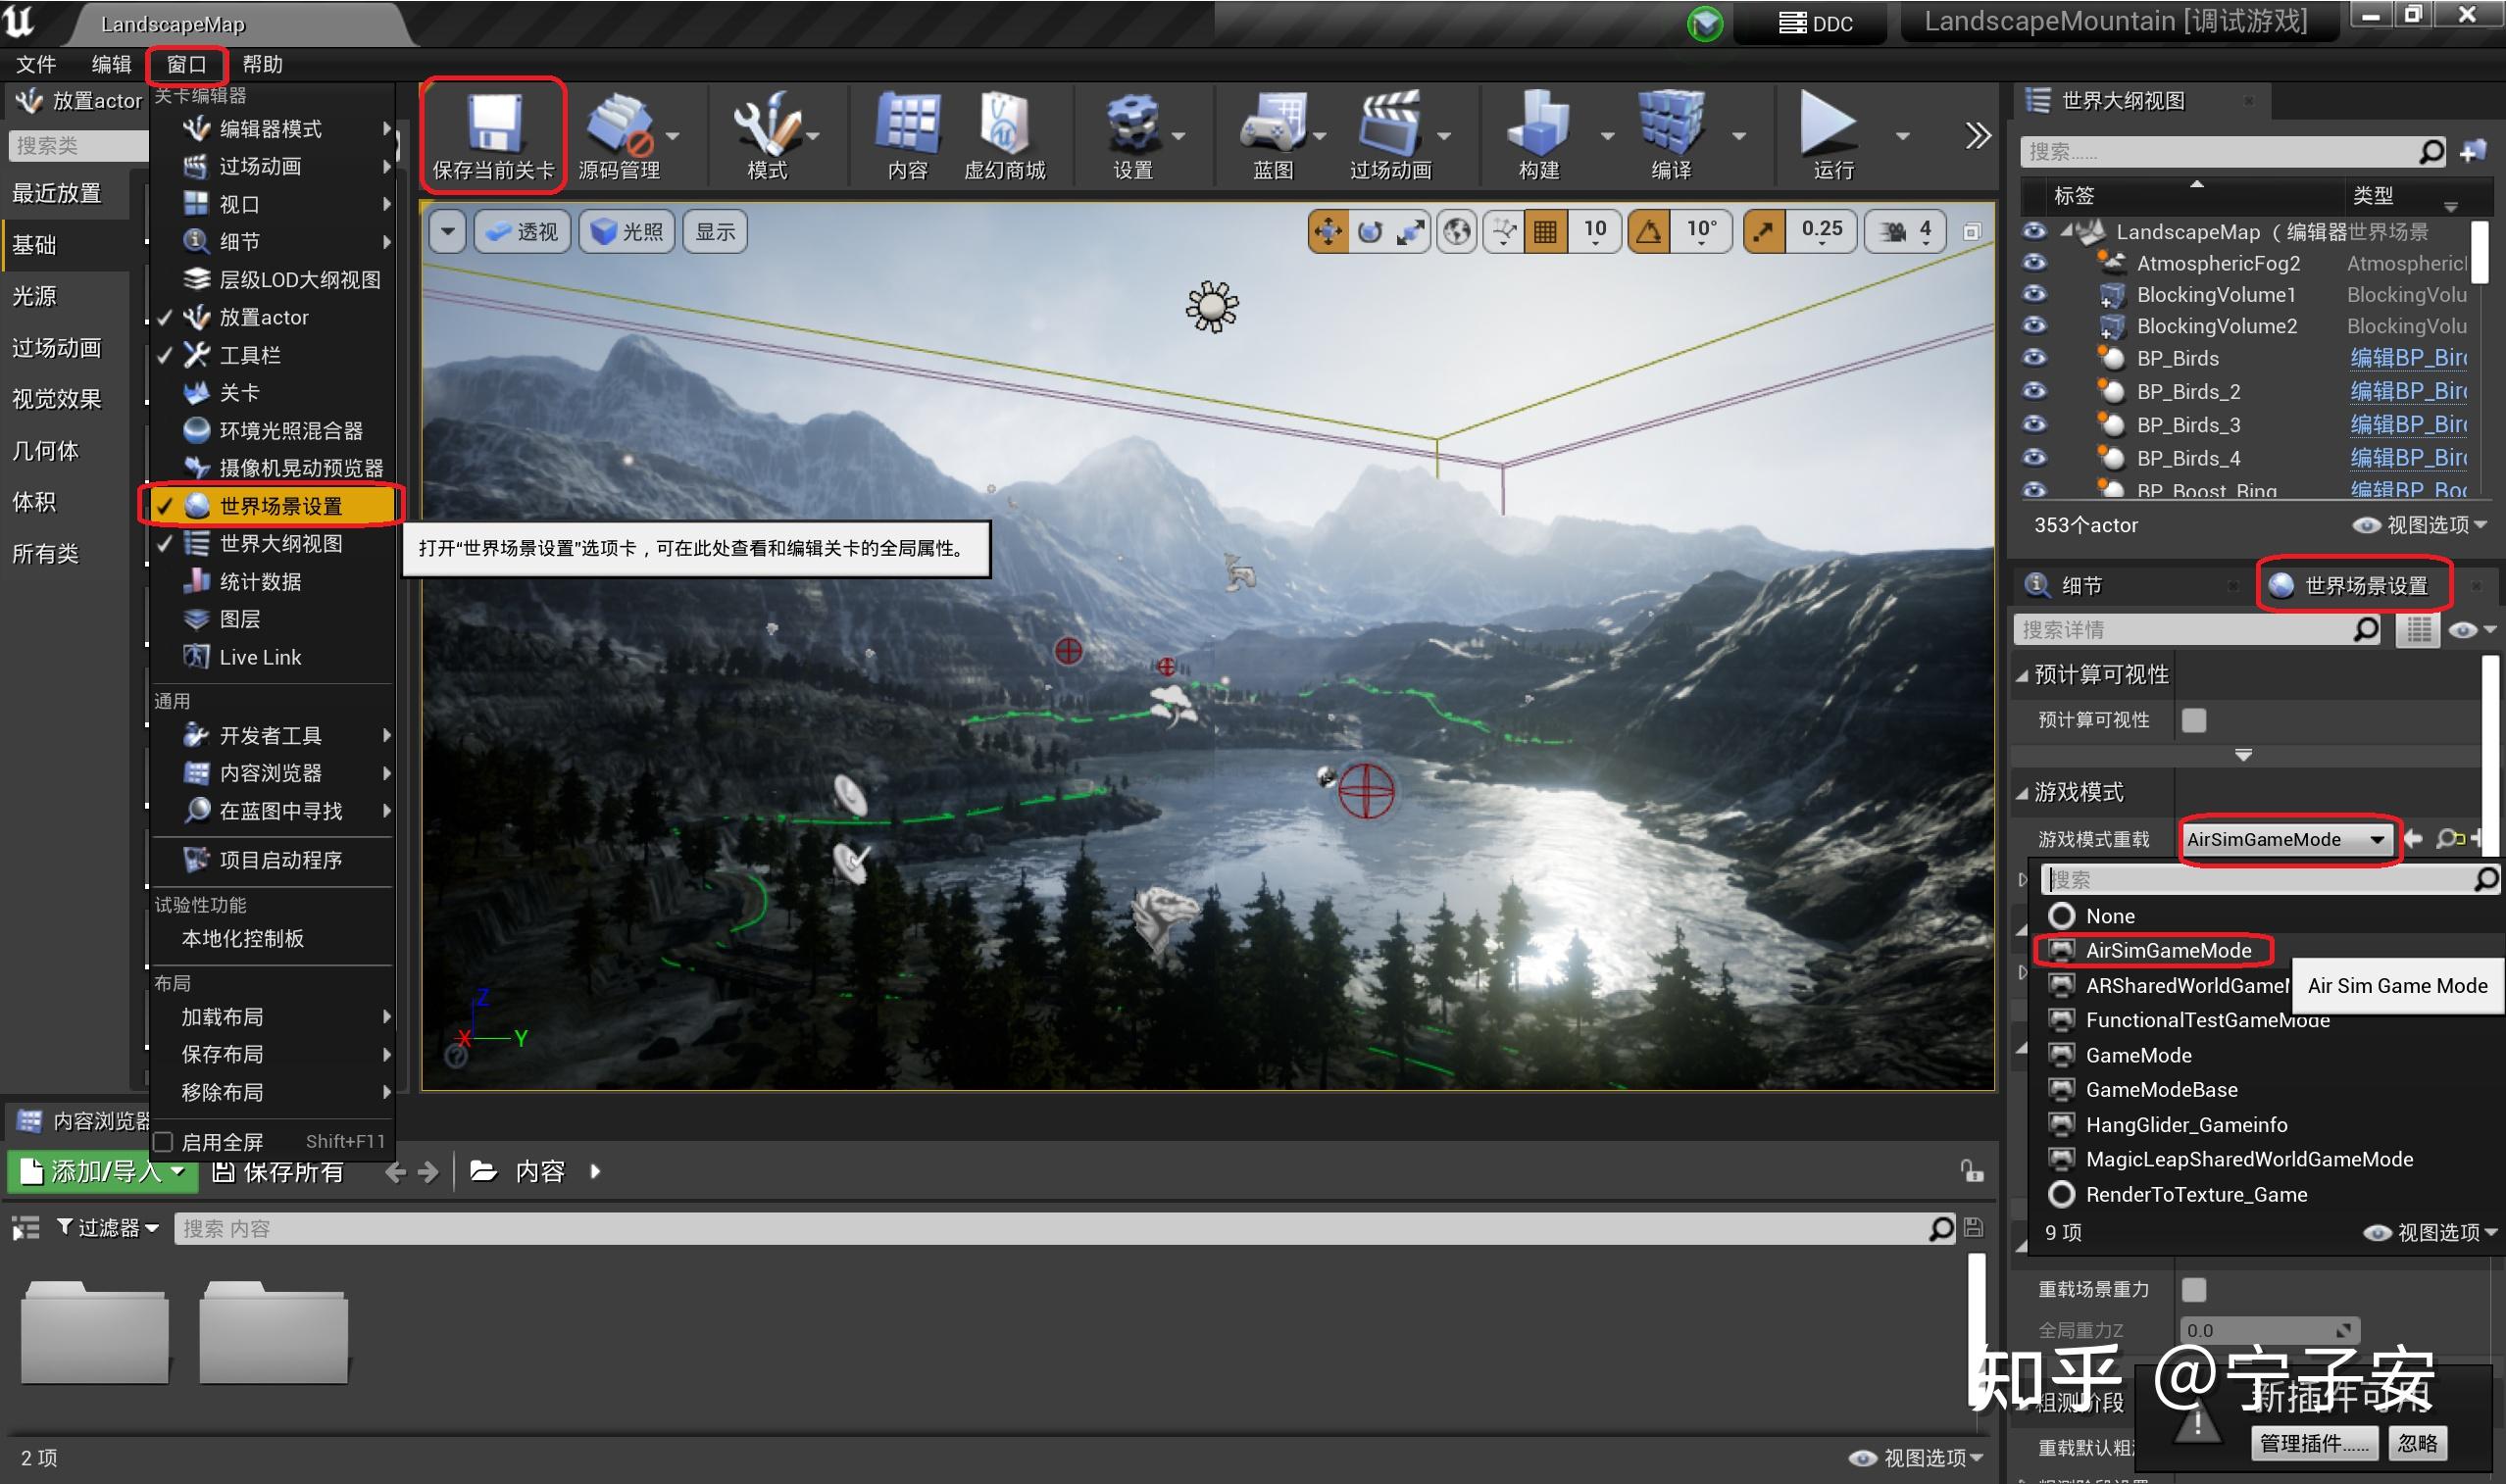 LandscapeMap
DDC
LandscapeMountain [调试游戏]
文件 编辑 窗口 帮助
放置actor
搜索类
最近放置
基础
光源
过场动画
视觉效果
几何体
体积
所有类
关卡编辑器
编辑器模式
过场动画
视口
细节
层级LOD大纲视图
放置actor
工具栏
关卡
环境光照混合器
摄像机晃动预览器
世界场景设置
世界大纲视图
统计数据
图层
Live Link
通用
开发者工具
内容浏览器
在蓝图中寻找
项目启动程序
试验性功能
本地化控制板
布局
加载布局
保存布局
移除布局
启用全屏 Shift+F11
打开“世界场景设置”选项卡，可在此处查看和编辑关卡的全局属性。
保存当前关卡 源码管理 模式 内容 虚幻商城 设置 蓝图 过场动画 构建 编译 运行
透视 光照 显示 10 10° 0.25 4
Z
X Y
世界大纲视图
搜索......
标签 类型
LandscapeMap （编辑器 世界场景
AtmosphericFog2 Atmospheric
BlockingVolume1 BlockingVolu
BlockingVolume2 BlockingVolu
BP_Birds 编辑BP_Bir
BP_Birds_2 编辑BP_Bir
BP_Birds_3 编辑BP_Bir
BP_Birds_4 编辑BP_Bir
BP_Boost_Ring 编辑BP_Boo
353个actor 视图选项
细节 世界场景设置
搜索详情
预计算可视性
预计算可视性
游戏模式
游戏模式重载 AirSimGameMode
搜索
None
AirSimGameMode
Air Sim Game Mode
ARSharedWorldGameM
FunctionalTestGameMode
GameMode
GameModeBase
HangGlider_Gameinfo
MagicLeapSharedWorldGameMode
RenderToTexture_Game
9 项 视图选项
重载场景重力
全局重力Z 0.0
粗测阶段
重载默认粗
新插件可用
管理插件...... 忽略
知乎 @宁子安
内容浏览器
添加/导入 保存所有 内容
过滤器 搜索 内容
2 项 视图选项